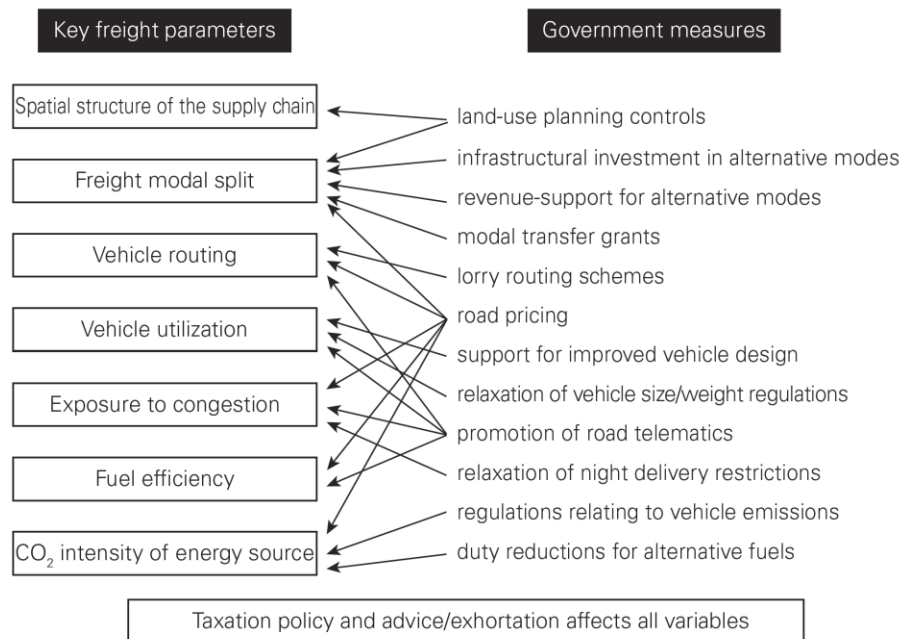 Key freight parameters
Government measures
Spatial structure of the supply chain
Freight modal split
Vehicle routing
Vehicle utilization
Exposure to congestion
Fuel efficiency
CO₂ intensity of energy source
land-use planning controls
infrastructural investment in alternative modes
revenue-support for alternative modes
modal transfer grants
lorry routing schemes
road pricing
support for improved vehicle design
relaxation of vehicle size/weight regulations
promotion of road telematics
relaxation of night delivery restrictions
regulations relating to vehicle emissions
duty reductions for alternative fuels
Taxation policy and advice/exhortation affects all variables